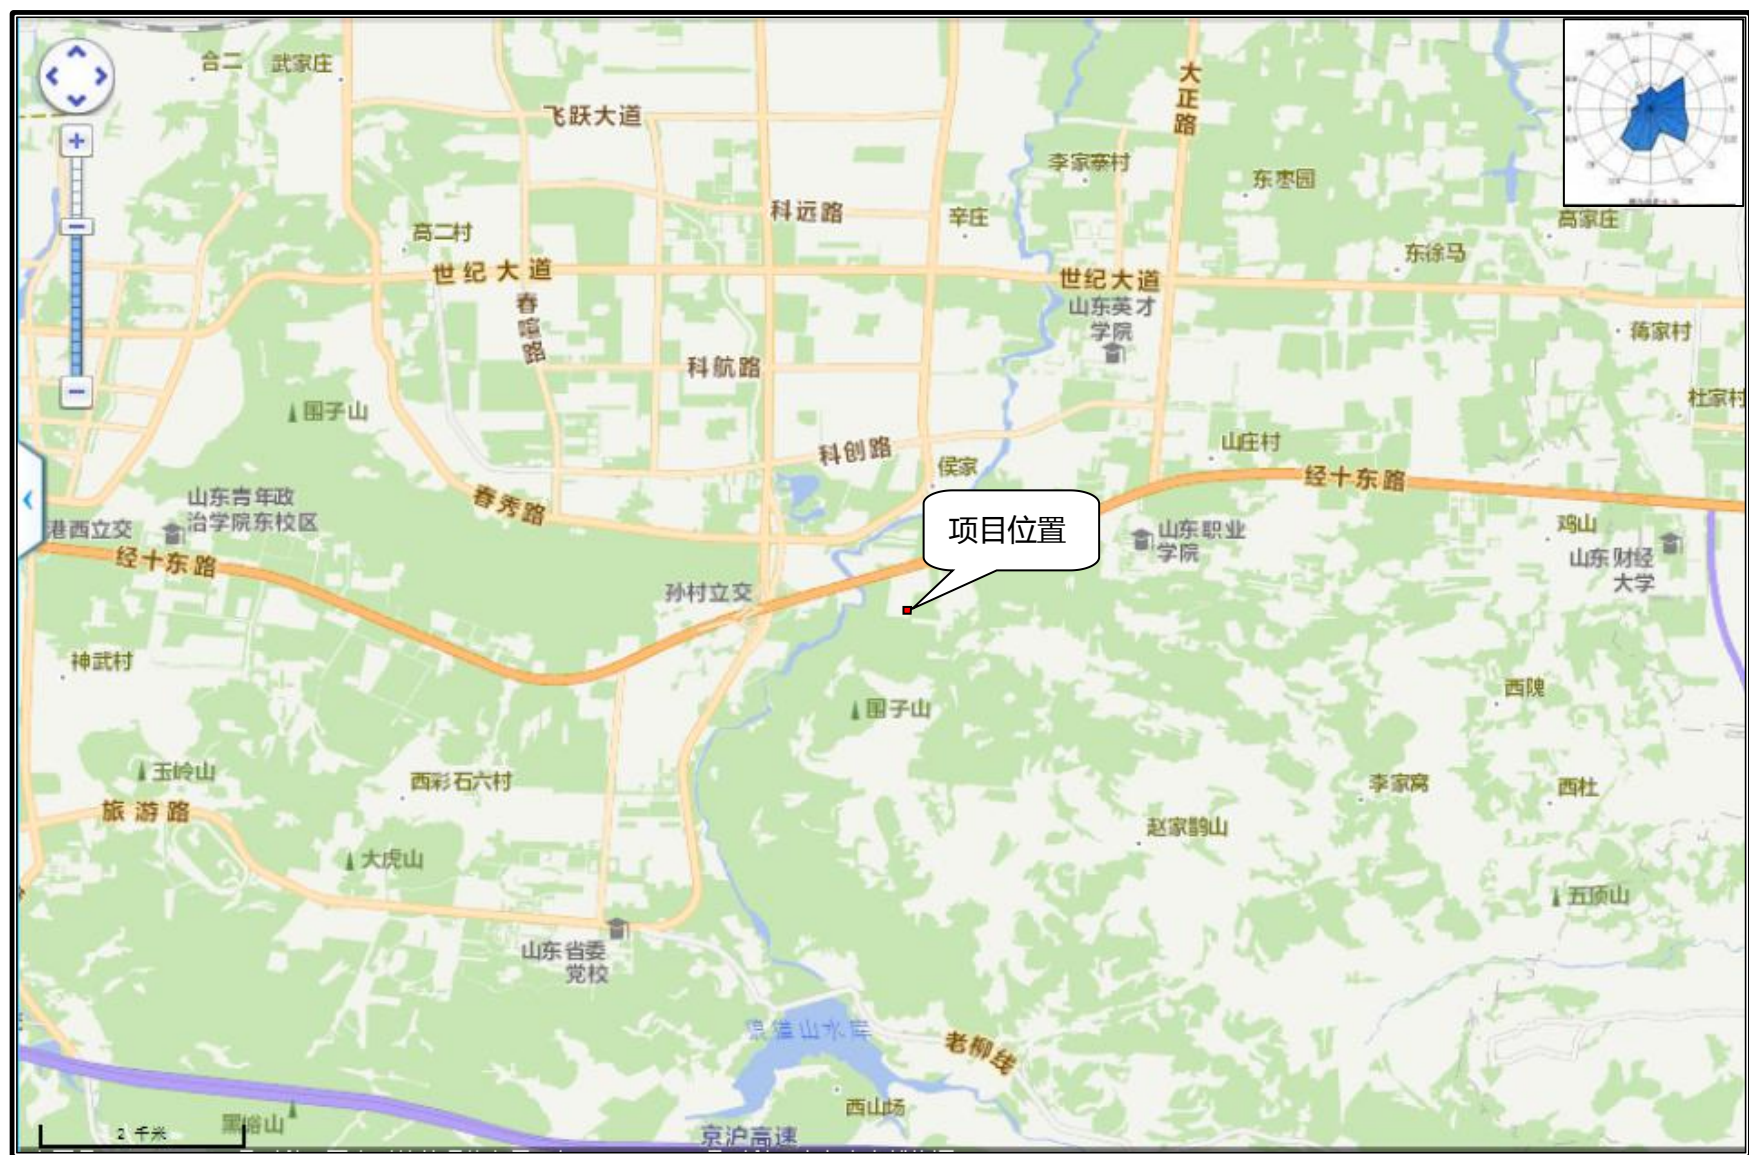 合二
武家庄
飞跃大道
大正路
李家寨村
东枣园
科远路
辛庄
高家庄
高二村
东徐马
世纪大道
世纪大道
春暄路
山东英才
学院
蒋家村
科航路
杜家村
围子山
科创路
山庄村
侯家
经十东路
山东青年政
治学院东校区
春秀路
港西立交
项目位置
山东职业
学院
鸡山
山东财经
大学
经十东路
孙村立交
神武村
西隗
围子山
玉岭山
西彩石六村
李家窝
西杜
旅游路
赵家鹊山
大虎山
五顶山
山东省委
党校
狼猫山水库
老柳线
西山场
黑峪山
2 千米
京沪高速